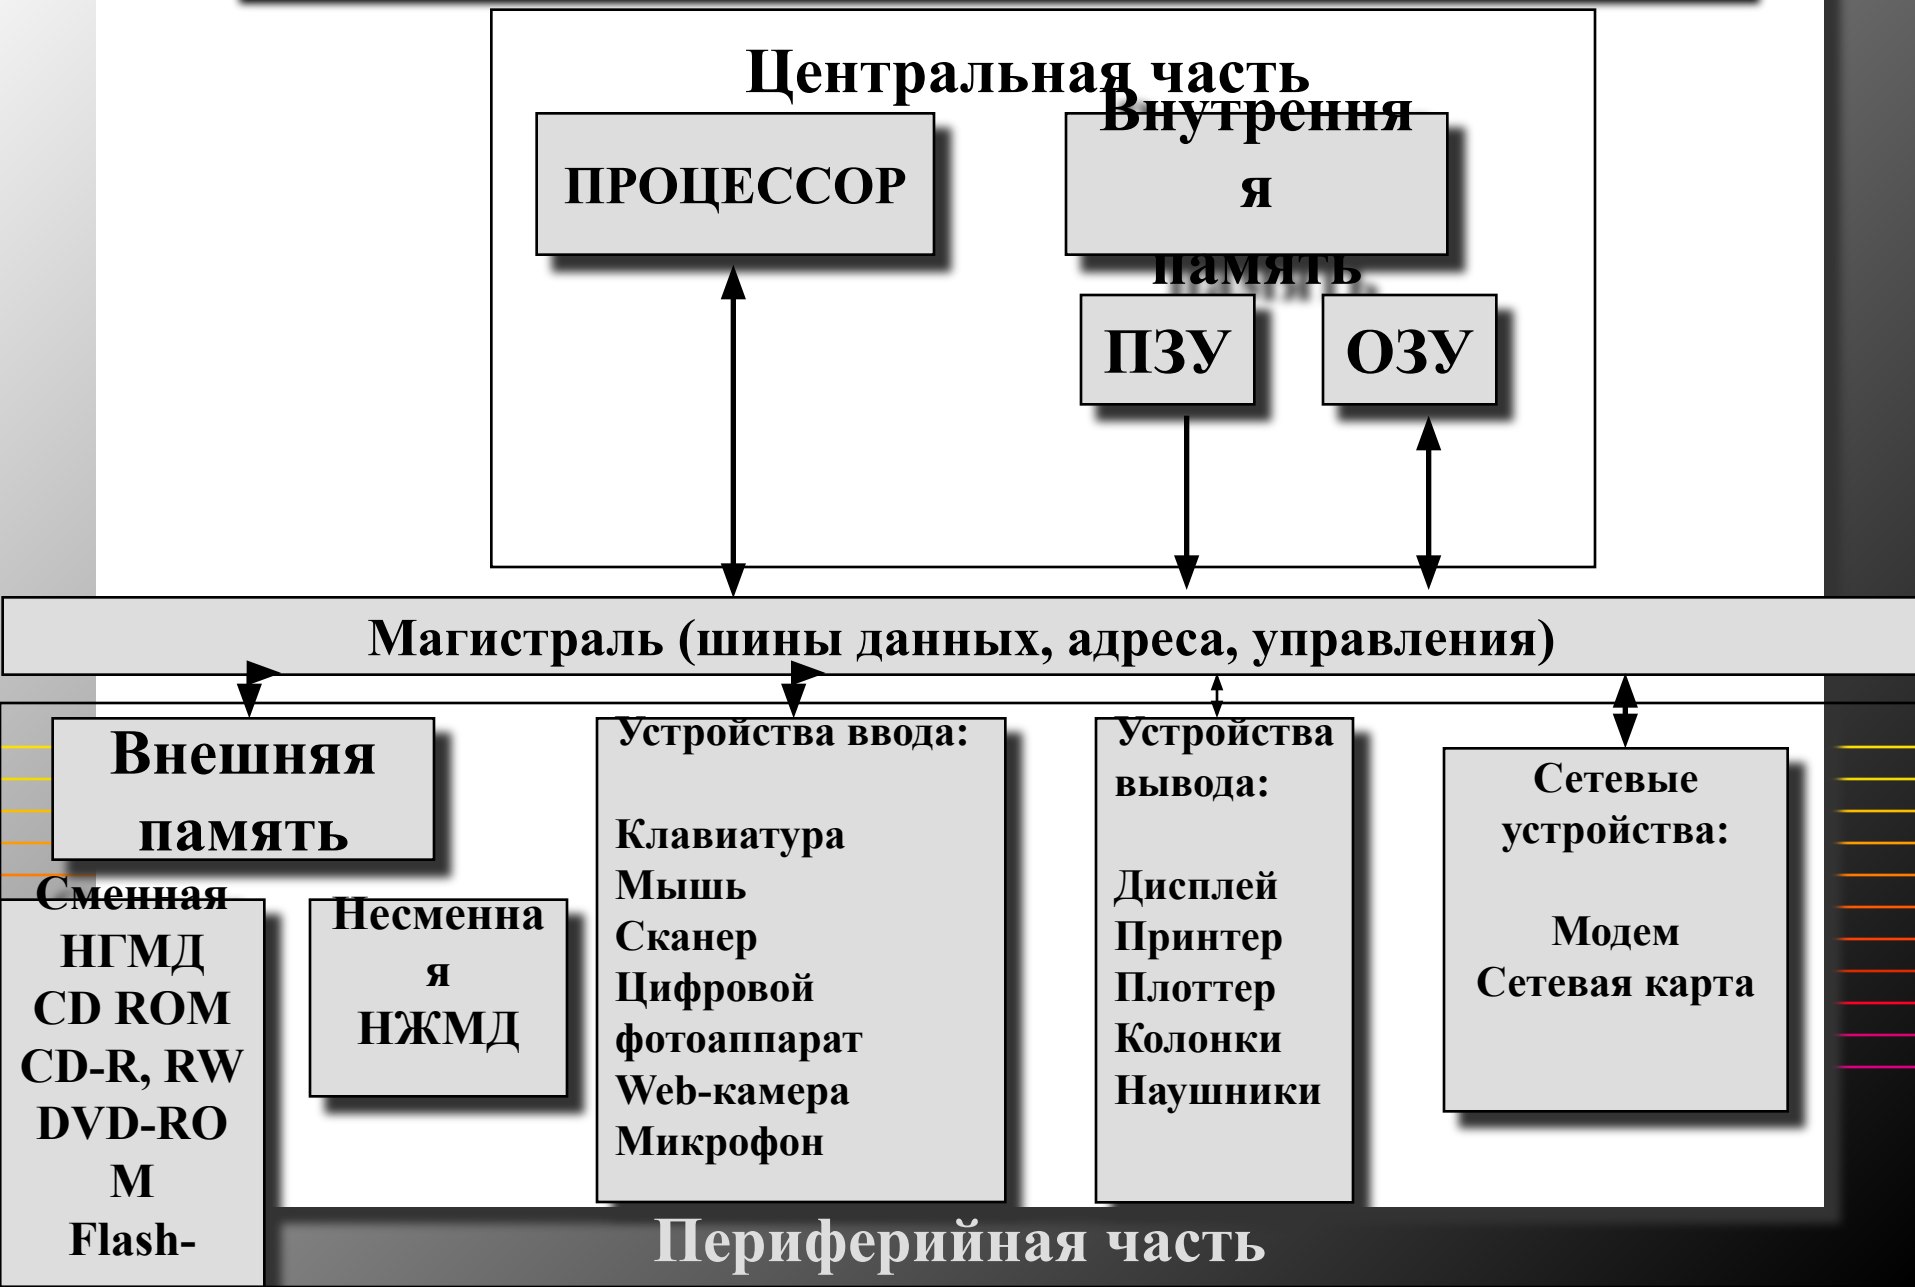 Центральная часть
ПРОЦЕССОР
Внутрення
я
память
ПЗУ
ОЗУ
Магистраль (шины данных, адреса, управления)
Внешняя
память
Сменная
НГМД
CD ROM
CD-R, RW
DVD-RO
M
Flash-
Несменна
я
НЖМД
Устройства ввода:
Клавиатура
Мышь
Сканер
Цифровой
фотоаппарат
Web-камера
Микрофон
Устройства
вывода:
Дисплей
Принтер
Плоттер
Колонки
Наушники
Сетевые
устройства:
Модем
Сетевая карта
Периферийная часть